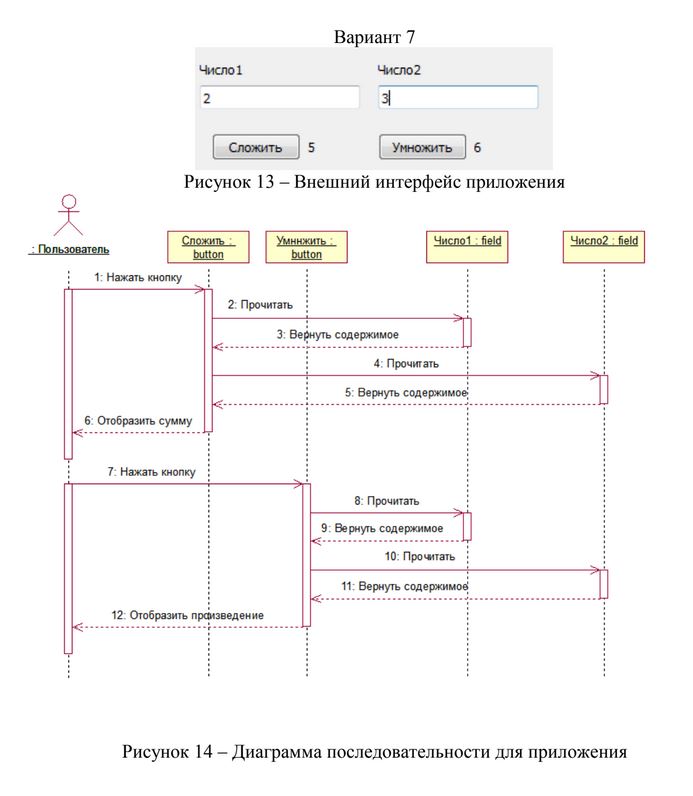 Вариант 7
Число1 Число2
2 3
Сложить 5 Умножить 6
Рисунок 13 – Внешний интерфейс приложения
: Пользователь
Сложить :
button
Умннжить :
button
Число1 : field
Число2 : field
1: Нажать кнопку
2: Прочитать
3: Вернуть содержимое
4: Прочитать
5: Вернуть содержимое
6: Отобразить сумму
7: Нажать кнопку
8: Прочитать
9: Вернуть содержимое
10: Прочитать
11: Вернуть содержимое
12: Отобразить произведение
Рисунок 14 – Диаграмма последовательности для приложения